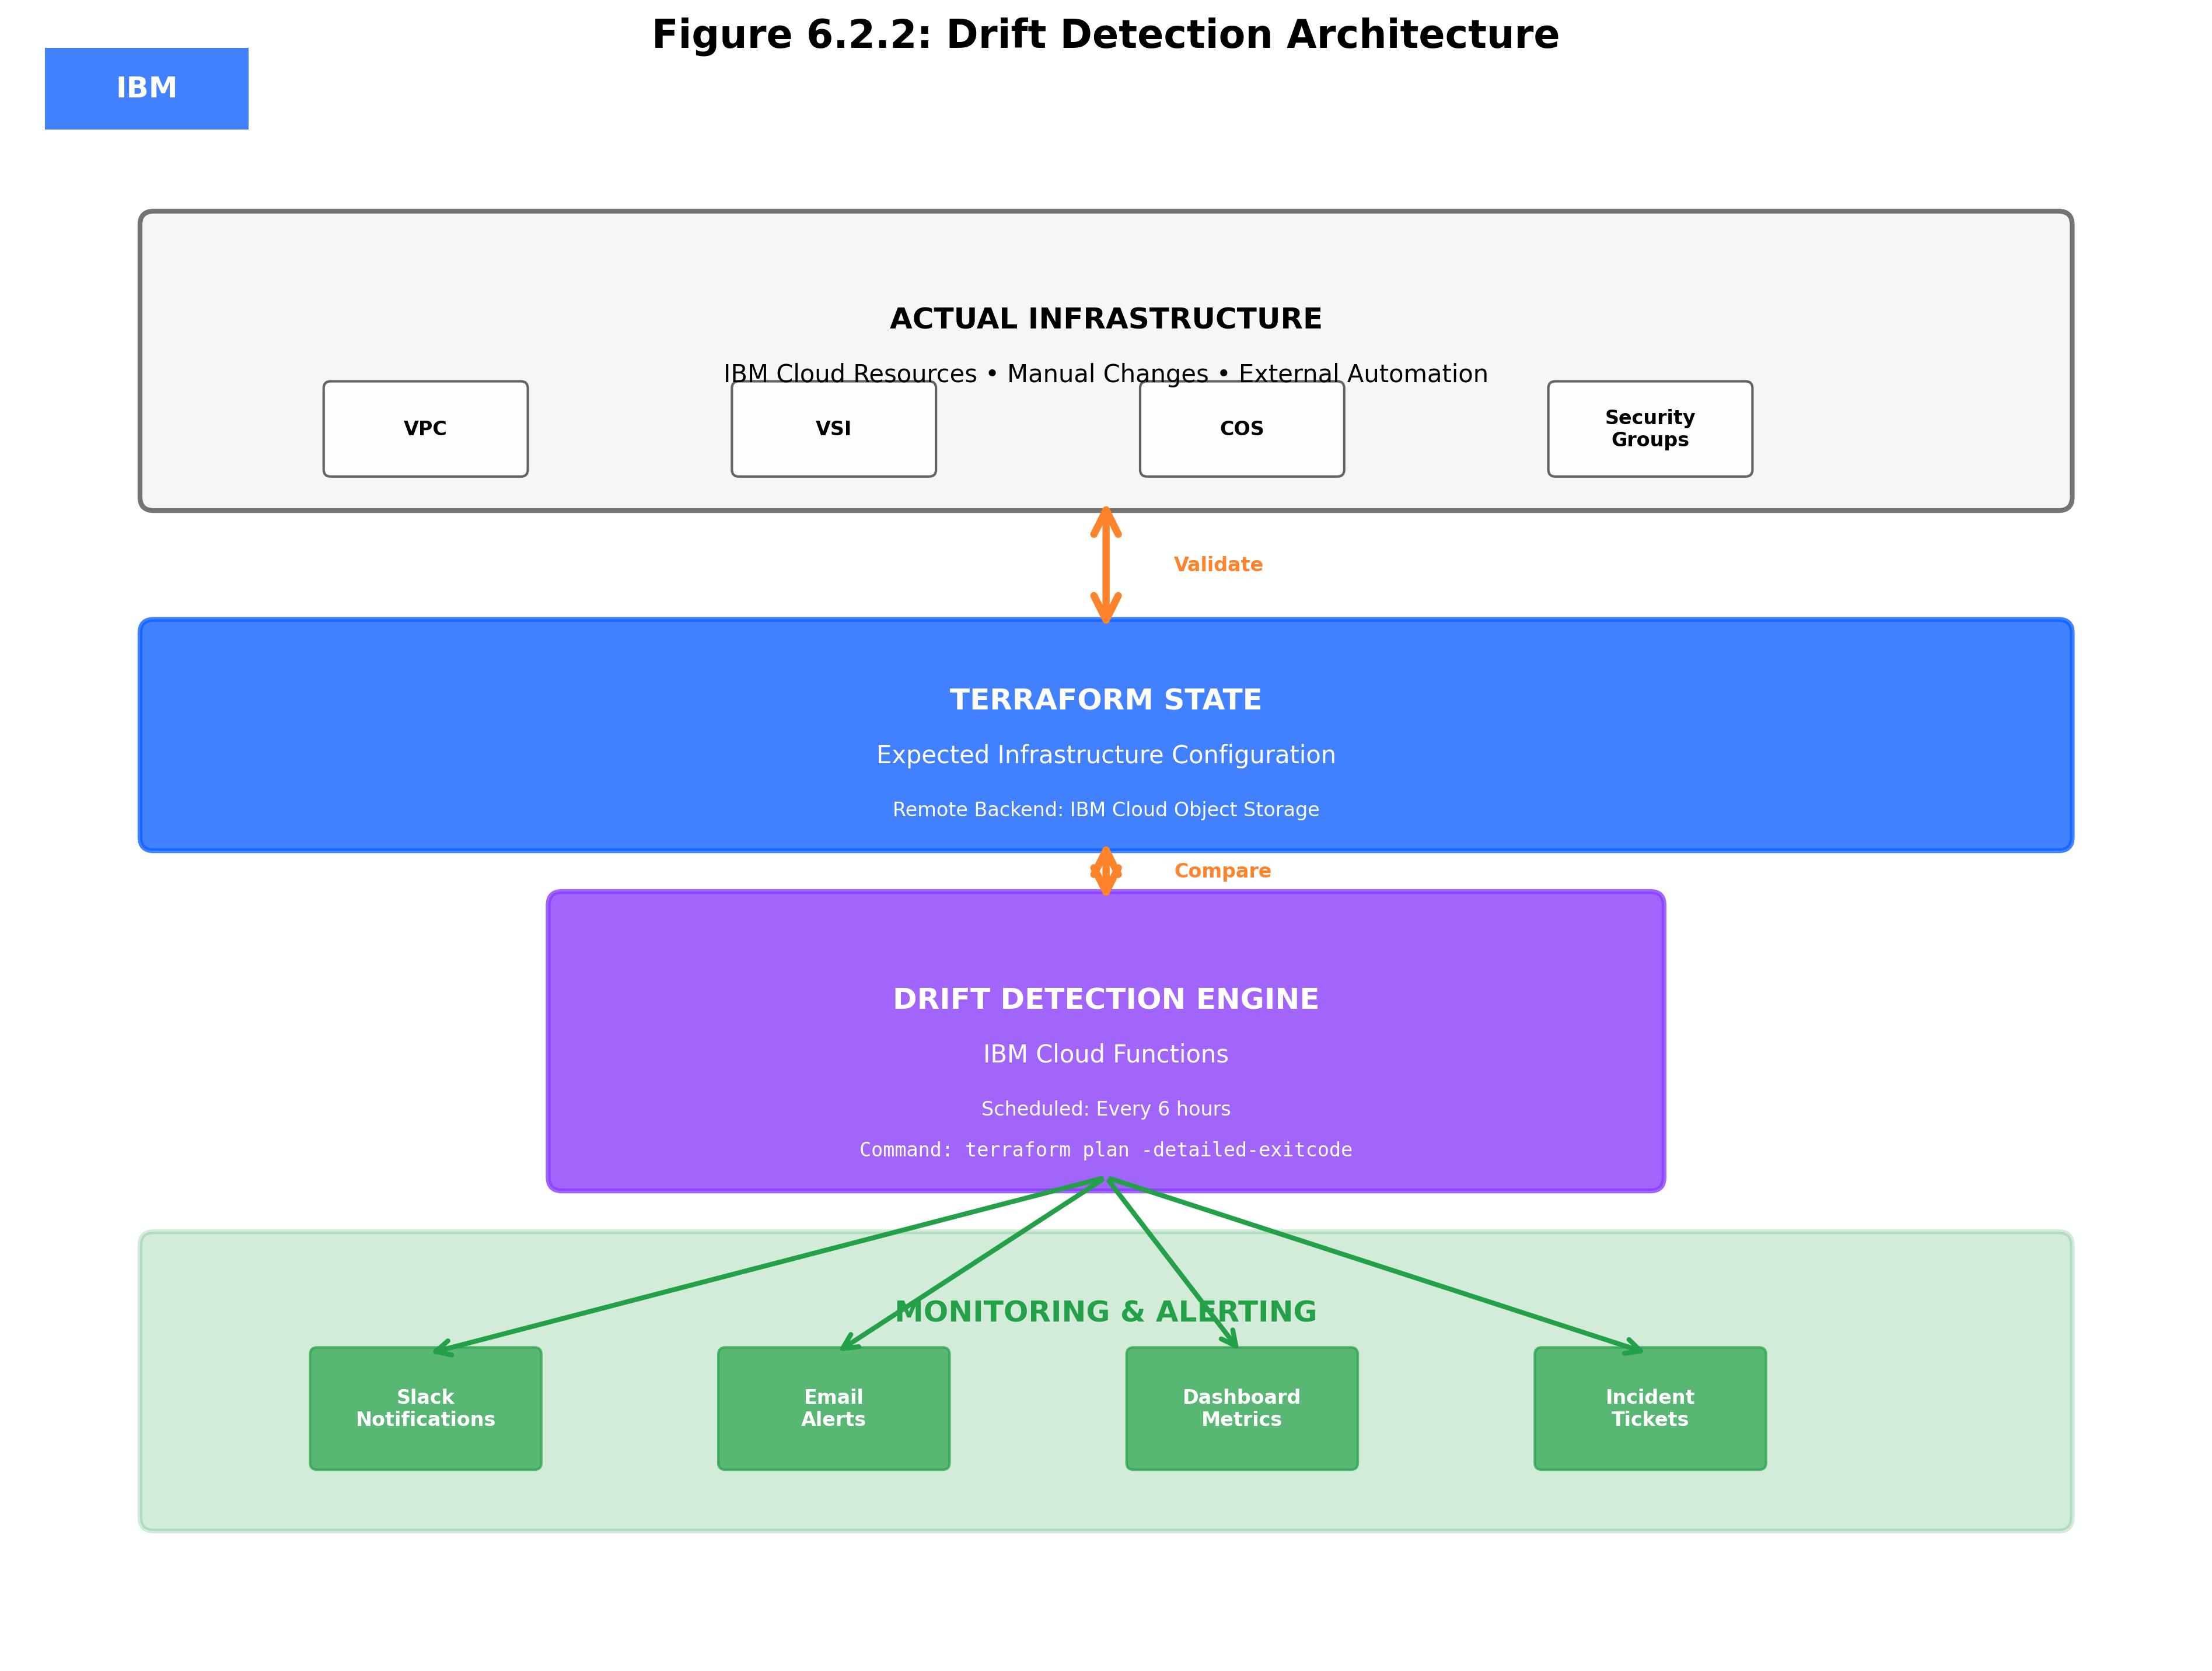 Figure 6.2.2: Drift Detection Architecture
IBM
ACTUAL INFRASTRUCTURE
IBM Cloud Resources • Manual Changes • External Automation
VPC
VSI
COS
Security
Groups
Validate
TERRAFORM STATE
Expected Infrastructure Configuration
Remote Backend: IBM Cloud Object Storage
Compare
DRIFT DETECTION ENGINE
IBM Cloud Functions
Scheduled: Every 6 hours
Command: terraform plan -detailed-exitcode
MONITORING & ALERTING
Slack
Notifications
Email
Alerts
Dashboard
Metrics
Incident
Tickets